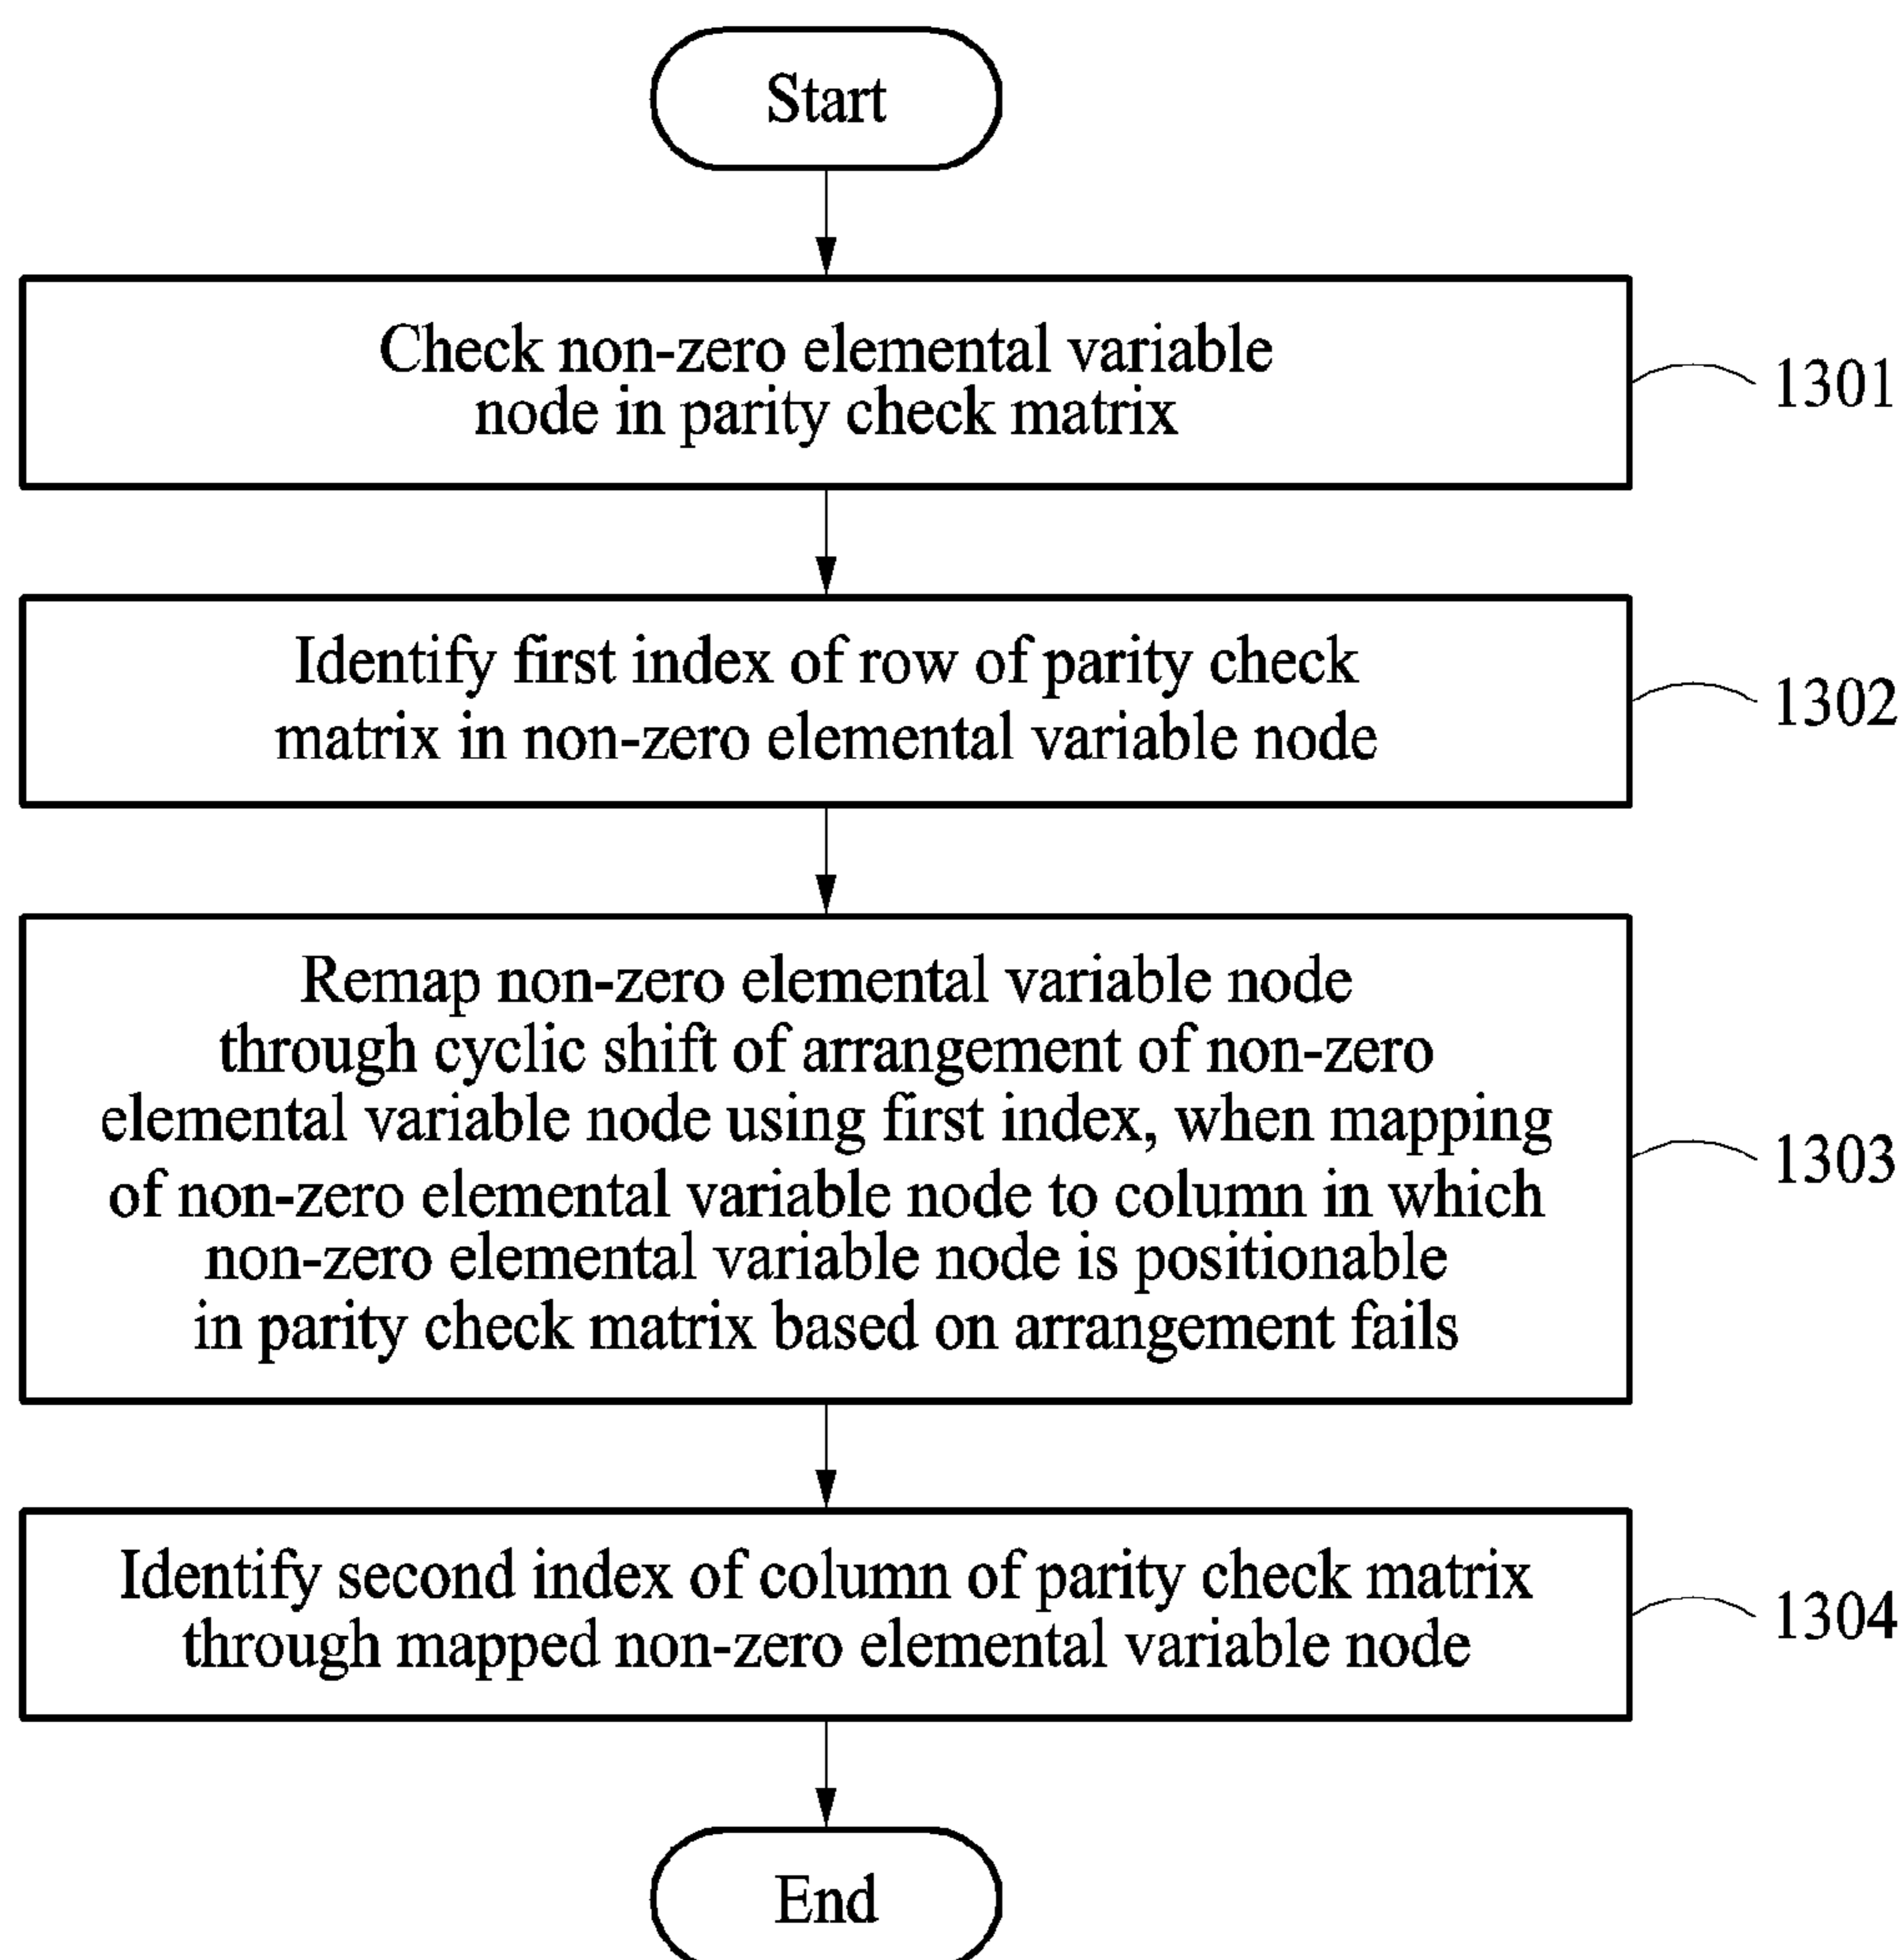 Start
Check non-zero elemental variable
node in parity check matrix
1301
Identify first index of row of parity check
matrix in non-zero elemental variable node
1302
Remap non-zero elemental variable node
through cyclic shift of arrangement of non-zero
elemental variable node using first index, when mapping
of non-zero elemental variable node to column in which
non-zero elemental variable node is positionable
in parity check matrix based on arrangement fails
1303
Identify second index of column of parity check matrix
through mapped non-zero elemental variable node
1304
End